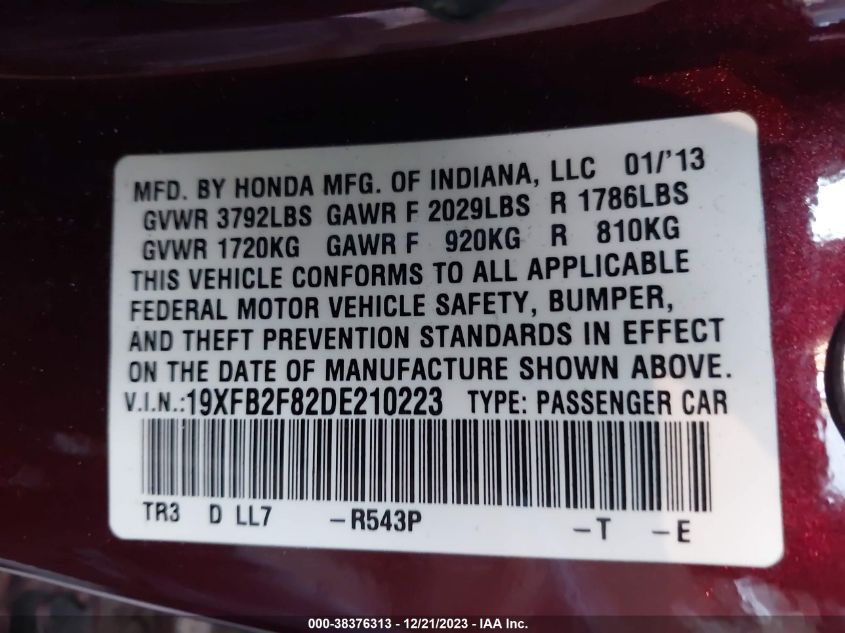 MFD. BY HONDA MFG. OF INDIANA, LLC 01/'13
GVWR 3792LBS GAWR F 2029LBS R 1786LBS
GVWR 1720KG GAWR F 920KG R 810KG
THIS VEHICLE CONFORMS TO ALL APPLICABLE
FEDERAL MOTOR VEHICLE SAFETY, BUMPER,
AND THEFT PREVENTION STANDARDS IN EFFECT
ON THE DATE OF MANUFACTURE SHOWN ABOVE.
V.I.N.:19XFB2F82DE210223 TYPE: PASSENGER CAR
TR3 D LL7 -R543P -T -E
000-38376313 - 12/21/2023 - IAA Inc.